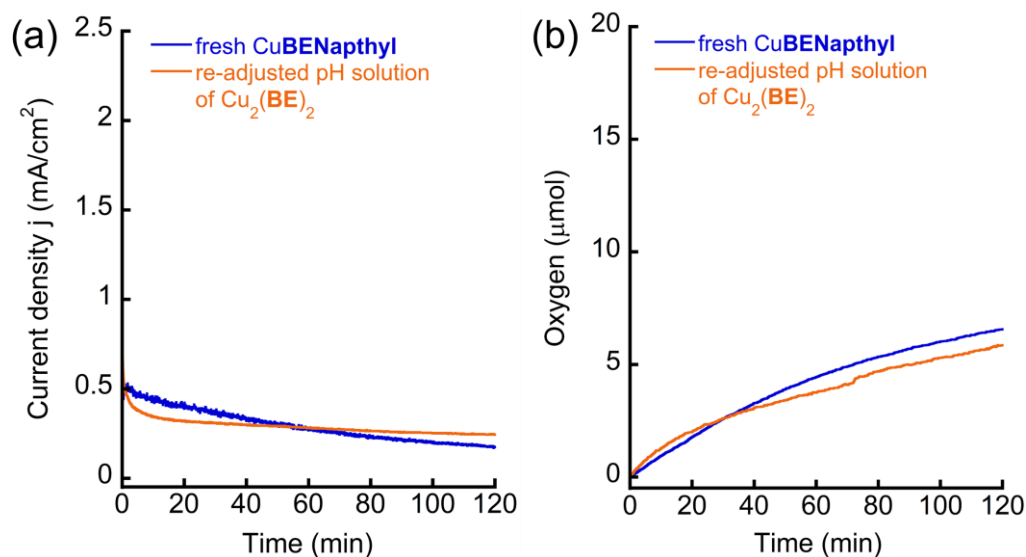 (a)
fresh CuBENapthyl
re-adjusted pH solution
of Cu₂(BE)₂
Current density j (mA/cm²)
2.5
2
1.5
1
0.5
0
0 20 40 60 80 100 120
Time (min)
(b)
fresh CuBENapthyl
re-adjusted pH solution
of Cu₂(BE)₂
Oxygen (μmol)
20
15
10
5
0
0 20 40 60 80 100 120
Time (min)